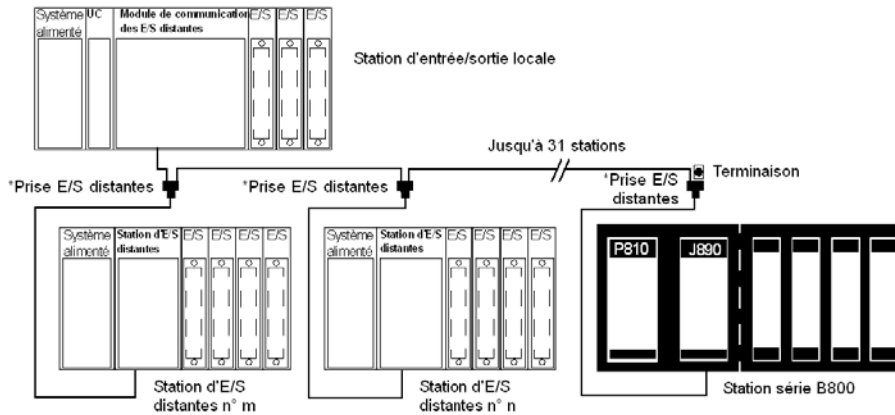 Système alimenté
UC
Module de communication des E/S distantes
E/S
E/S
E/S
Station d'entrée/sortie locale
Jusqu'à 31 stations
*Prise E/S distantes
*Prise E/S distantes
*Prise E/S distantes
Terminaison
Système alimenté
Station d'E/S distantes
E/S
E/S
E/S
E/S
Système alimenté
Station d'E/S distantes
E/S
E/S
E/S
E/S
P810
J890
Station d'E/S distantes n° m
Station d'E/S distantes n° n
Station série B800